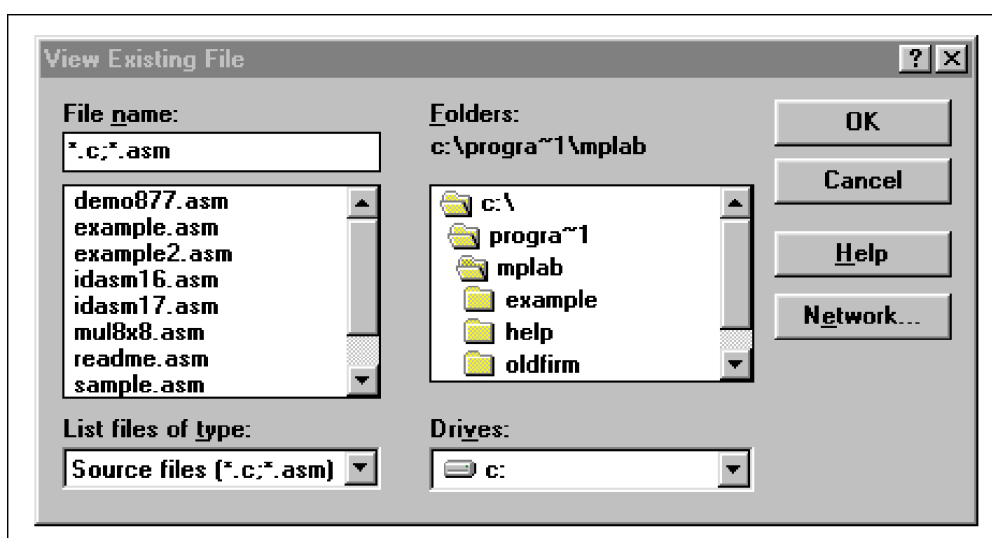 View Existing File
File name:
*.c;*.asm
demo877.asm
example.asm
example2.asm
idasm16.asm
idasm17.asm
mul8x8.asm
readme.asm
sample.asm
List files of type:
Source files (*.c;*.asm)
Folders:
c:\progra~1\mplab
c:\
progra~1
mplab
example
help
oldfirm
Drives:
c:
OK
Cancel
Help
Network...